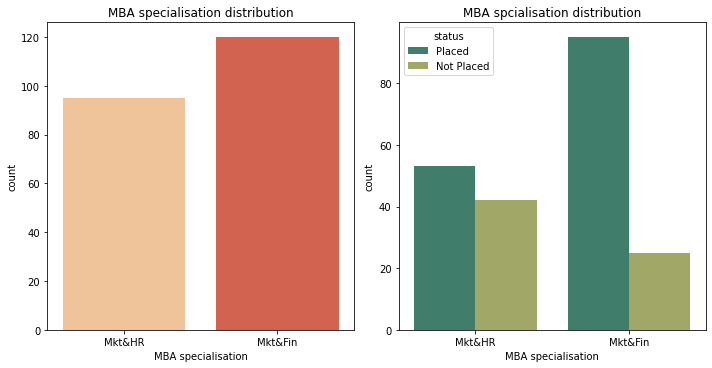 MBA specialisation distribution
120
100
80
60
40
20
0
count
Mkt&HR
Mkt&Fin
MBA specialisation
MBA spcialisation distribution
status
Placed
Not Placed
80
60
40
20
0
count
Mkt&HR
Mkt&Fin
MBA specialisation